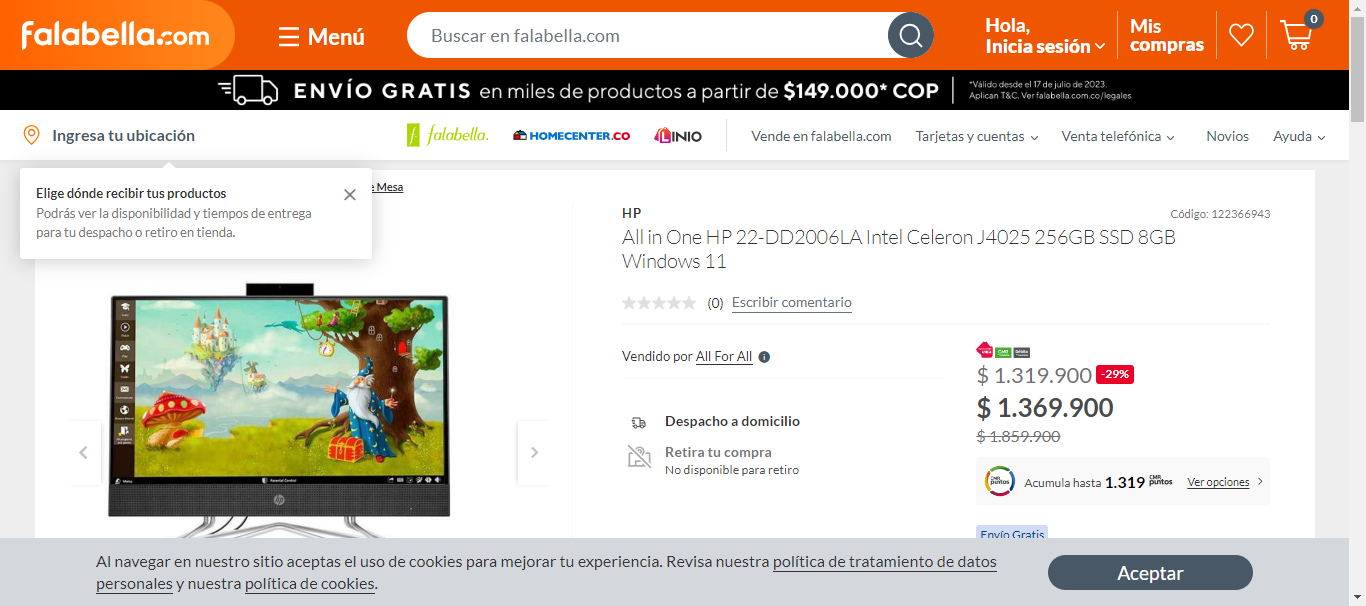 falabella.com
Menú
Buscar en falabella.com
Hola,
Inicia sesión
Mis
compras
0
ENVÍO GRATIS en miles de productos a partir de $149.000* COP
*Válido desde el 17 de julio de 2023.
Aplican T&C. Ver falabella.com.co/legales
Ingresa tu ubicación
falabella.
HOMECENTER.CO
LINIO
Vende en falabella.com
Tarjetas y cuentas
Venta telefónica
Novios
Ayuda
Elige dónde recibir tus productos
Podrás ver la disponibilidad y tiempos de entrega
para tu despacho o retiro en tienda.
e Mesa
HP
Código: 122366943
All in One HP 22-DD2006LA Intel Celeron J4025 256GB SSD 8GB
Windows 11
(0) Escribir comentario
Vendido por All For All
$ 1.319.900 -29%
$ 1.369.900
$ 1.859.900
Despacho a domicilio
Retira tu compra
No disponible para retiro
CMR puntos
Acumula hasta 1.319 CMR puntos Ver opciones
Envío Gratis
Parental Control
Menu
hp
Al navegar en nuestro sitio aceptas el uso de cookies para mejorar tu experiencia. Revisa nuestra política de tratamiento de datos
personales y nuestra política de cookies.
Aceptar